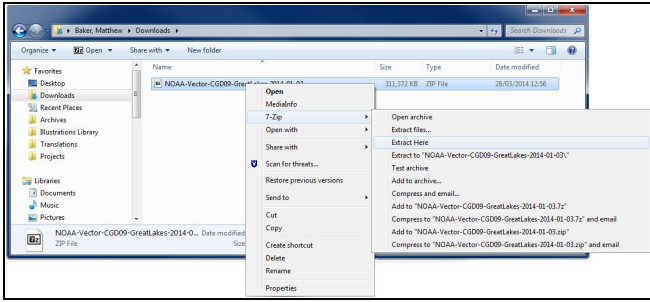 Baker, Matthew ▸ Downloads ▸
Search Downloads
Organize ▾ Open ▾ Share with ▾ New folder
Favorites
Desktop
Downloads
Recent Places
Archives
Illustrations Library
Translations
Projects
Libraries
Documents
Music
Pictures
Name Size Type Date modified
NOAA-Vector-CGD09-GreatLakes-2014-01-03 311,372 KB ZIP File 28/03/2014 12:56
Open
MediaInfo
7-Zip
Open with
Share with
Scan for threats...
Restore previous versions
Send to
Cut
Copy
Create shortcut
Delete
Rename
Properties
Open archive
Extract files...
Extract Here
Extract to "NOAA-Vector-CGD09-GreatLakes-2014-01-03\"
Test archive
Add to archive...
Compress and email...
Add to "NOAA-Vector-CGD09-GreatLakes-2014-01-03.7z"
Compress to "NOAA-Vector-CGD09-GreatLakes-2014-01-03.7z" and email
Add to "NOAA-Vector-CGD09-GreatLakes-2014-01-03.zip"
Compress to "NOAA-Vector-CGD09-GreatLakes-2014-01-03.zip" and email
7z
NOAA-Vector-CGD09-GreatLakes-2014-0... Date modified
ZIP File Size